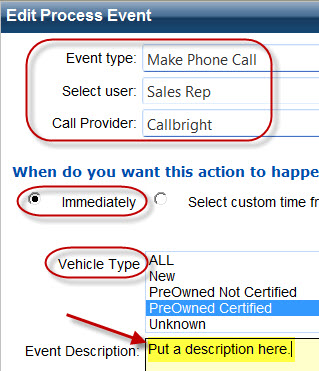 Edit Process Event
Event type: Make Phone Call
Select user: Sales Rep
Call Provider: Callbright
When do you want this action to happe
Immediately Select custom time fr
Vehicle Type ALL
New
PreOwned Not Certified
PreOwned Certified
Unknown
Event Description: Put a description here.